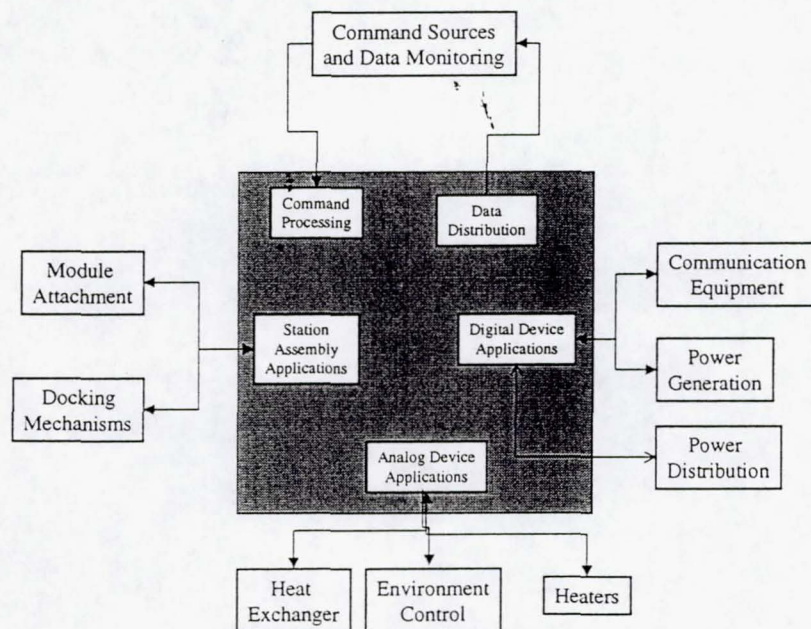 Command Sources
and Data Monitoring
Command
Processing
Data
Distribution
Module
Attachment
Communication
Equipment
Station
Assembly
Applications
Digital Device
Applications
Power
Generation
Docking
Mechanisms
Power
Distribution
Analog Device
Applications
Heat
Exchanger
Environment
Control
Heaters